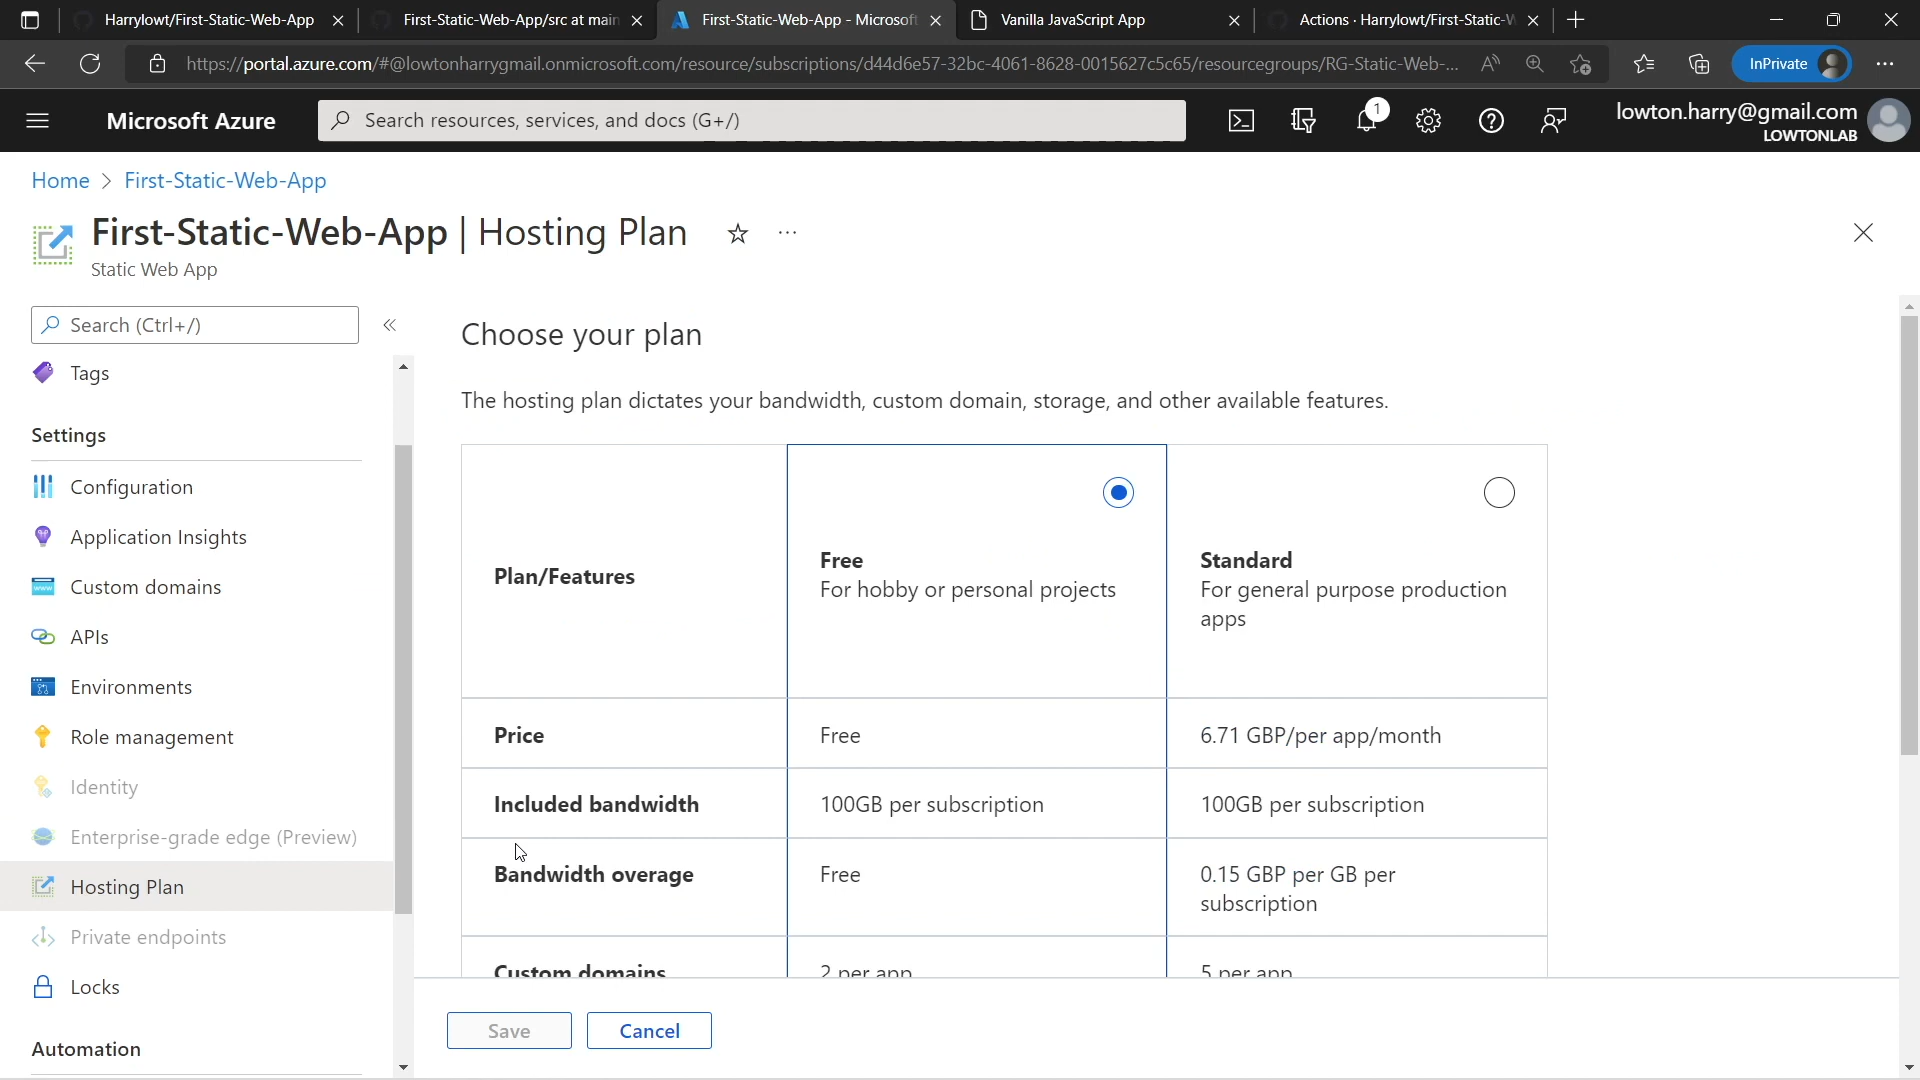 Harrylowt/First-Static-Web-App
First-Static-Web-App/src at main
First-Static-Web-App - Microsoft
Vanilla JavaScript App
Actions · Harrylowt/First-Static-W
https://portal.azure.com/#@lowtonharrygmail.onmicrosoft.com/resource/subscriptions/d44d6e57-32bc-4061-8628-0015627c5c65/resourcegroups/RG-Static-Web-...
InPrivate
Microsoft Azure
Search resources, services, and docs (G+/)
1
lowton.harry@gmail.com
LOWTONLAB
Home > First-Static-Web-App
First-Static-Web-App | Hosting Plan
Static Web App
Search (Ctrl+/)
Tags
Settings
Configuration
Application Insights
Custom domains
APIs
Environments
Role management
Identity
Enterprise-grade edge (Preview)
Hosting Plan
Private endpoints
Locks
Automation
Choose your plan
The hosting plan dictates your bandwidth, custom domain, storage, and other available features.
Plan/Features
Free
For hobby or personal projects
Standard
For general purpose production
apps
Price
Free
6.71 GBP/per app/month
Included bandwidth
100GB per subscription
100GB per subscription
Bandwidth overage
Free
0.15 GBP per GB per
subscription
Custom domains
2 per app
5 per app
Save
Cancel